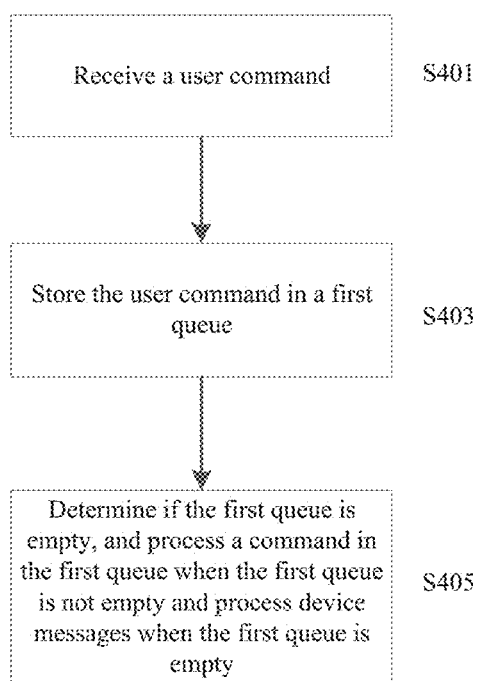 Receive a user command
S401
Store the user command in a first
queue
S403
Determine if the first queue is
empty, and process a command in
the first queue when the first queue
is not empty and process device
messages when the first queue is
empty
S405